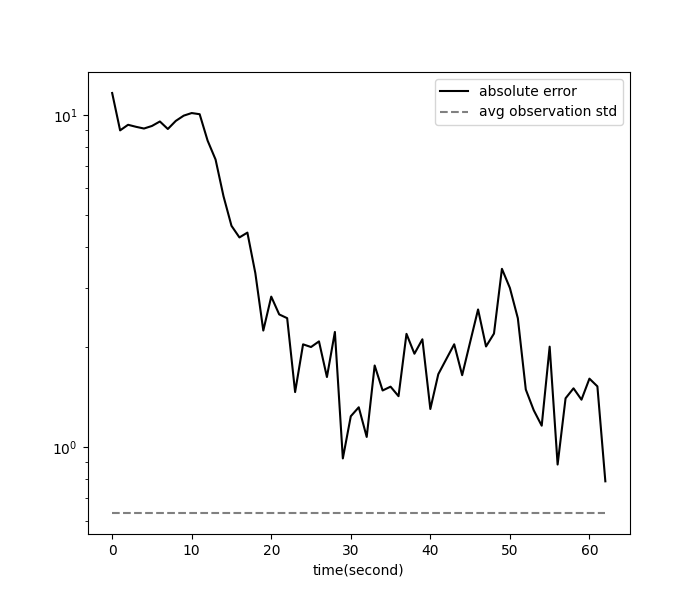 absolute error
avg observation std
10¹
10⁰
0 10 20 30 40 50 60
time(second)